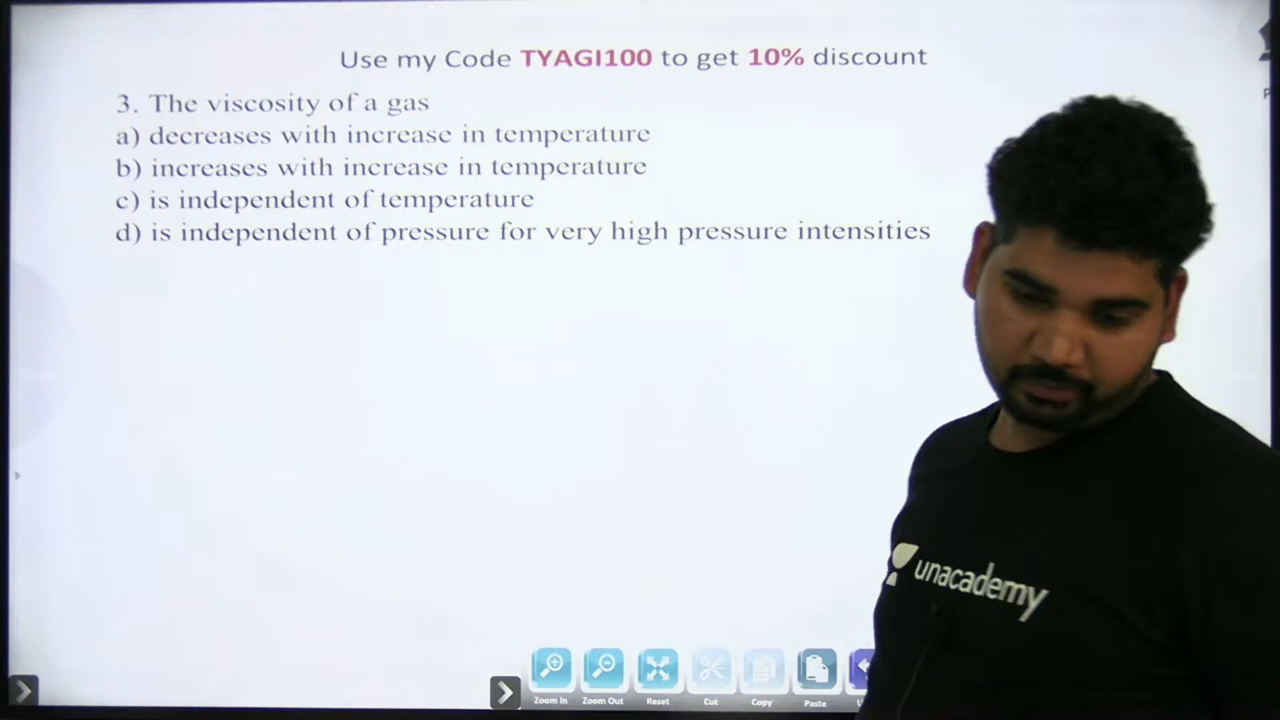 Use my Code TYAGI100 to get 10% discount
3. The viscosity of a gas
a) decreases with increase in temperature
b) increases with increase in temperature
c) is independent of temperature
d) is independent of pressure for very high pressure intensities
unacademy
Zoom In Zoom Out Reset Cut Copy Paste